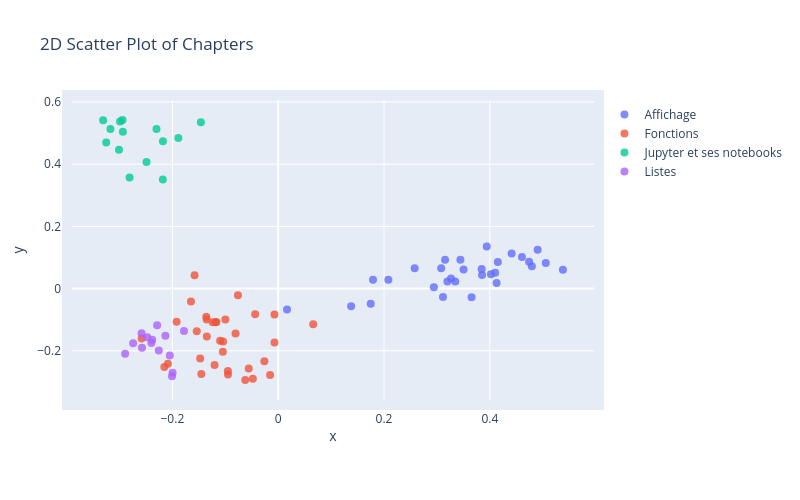 2D Scatter Plot of Chapters
0.6
0.4
0.2
0
−0.2
y
−0.2
0
0.2
0.4
x
Affichage
Fonctions
Jupyter et ses notebooks
Listes